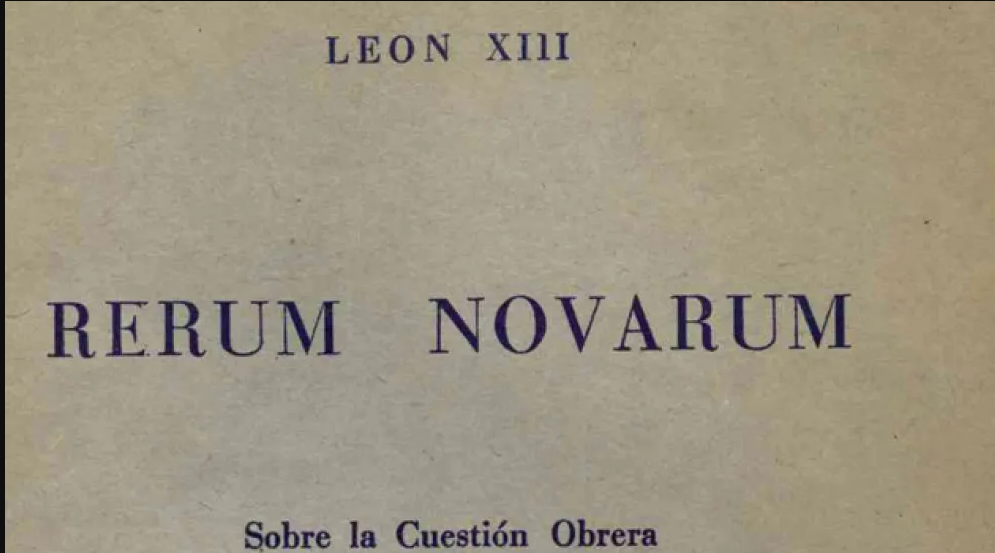 LEON XIII
RERUM NOVARUM
Sobre la Cuestión Obrera